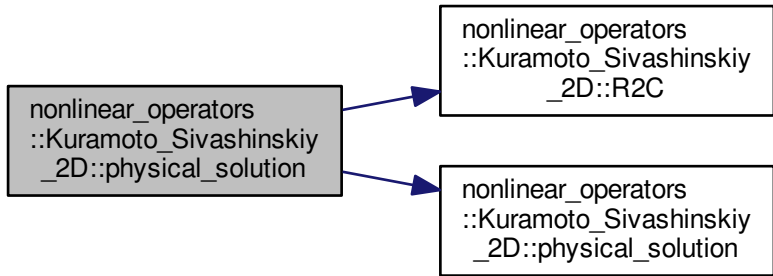 nonlinear_operators
::Kuramoto_Sivashinskiy
_2D::physical_solution
nonlinear_operators
::Kuramoto_Sivashinskiy
_2D::R2C
nonlinear_operators
::Kuramoto_Sivashinskiy
_2D::physical_solution